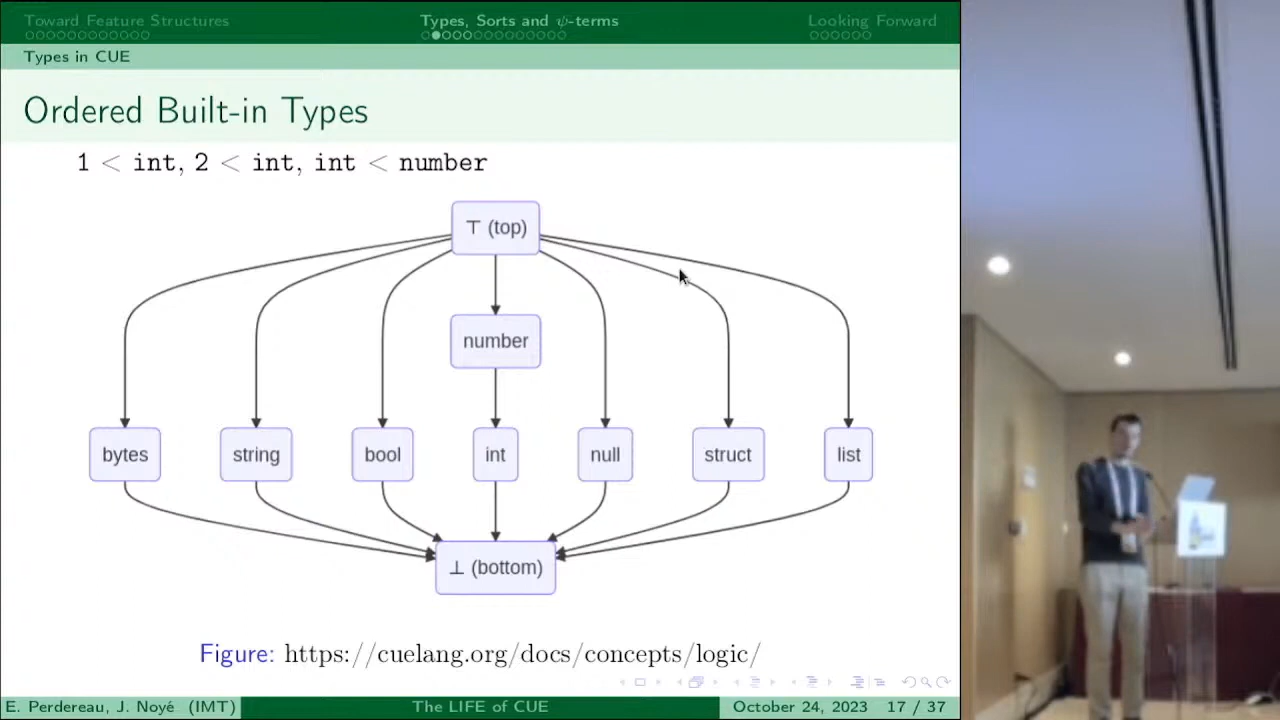 Toward Feature Structures
Types, Sorts and ψ-terms
Looking Forward
Types in CUE
Ordered Built-in Types
1 < int, 2 < int, int < number
⊤ (top)
number
bytes
string
bool
int
null
struct
list
⊥ (bottom)
Figure: https://cuelang.org/docs/concepts/logic/
E. Perdereau, J. Noyé (IMT)
The LIFE of CUE
October 24, 2023
17 / 37